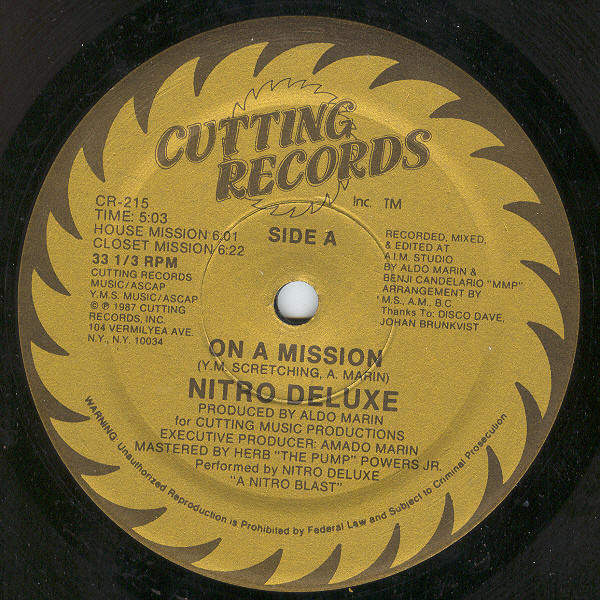 CUTTING
RECORDS
Inc. TM
CR-215
TIME: 5:03
HOUSE MISSION 6:01
CLOSET MISSION 6:22
33 1/3 RPM
CUTTING RECORDS
MUSIC/ASCAP
Y.M.S. MUSIC/ASCAP
© ℗ 1987 CUTTING
RECORDS, INC.
104 VERMILYEA AVE.
N.Y., N.Y. 10034
SIDE A
RECORDED, MIXED,
& EDITED AT
A.I.M. STUDIO
BY ALDO MARIN &
BENJI CANDELARIO "MMP"
ARRANGEMENT BY
M.S., A.M., B.C.
Thanks To: DISCO DAVE,
JOHAN BRUNKVIST
ON A MISSION
(Y.M. SCRETCHING, A. MARIN)
NITRO DELUXE
PRODUCED BY ALDO MARIN
for CUTTING MUSIC PRODUCTIONS
EXECUTIVE PRODUCER: AMADO MARIN
MASTERED BY HERB "THE PUMP" POWERS JR.
Performed by NITRO DELUXE
"A NITRO BLAST"
WARNING: Unauthorized Reproduction is Prohibited by Federal Law and Subject to Criminal Prosecution